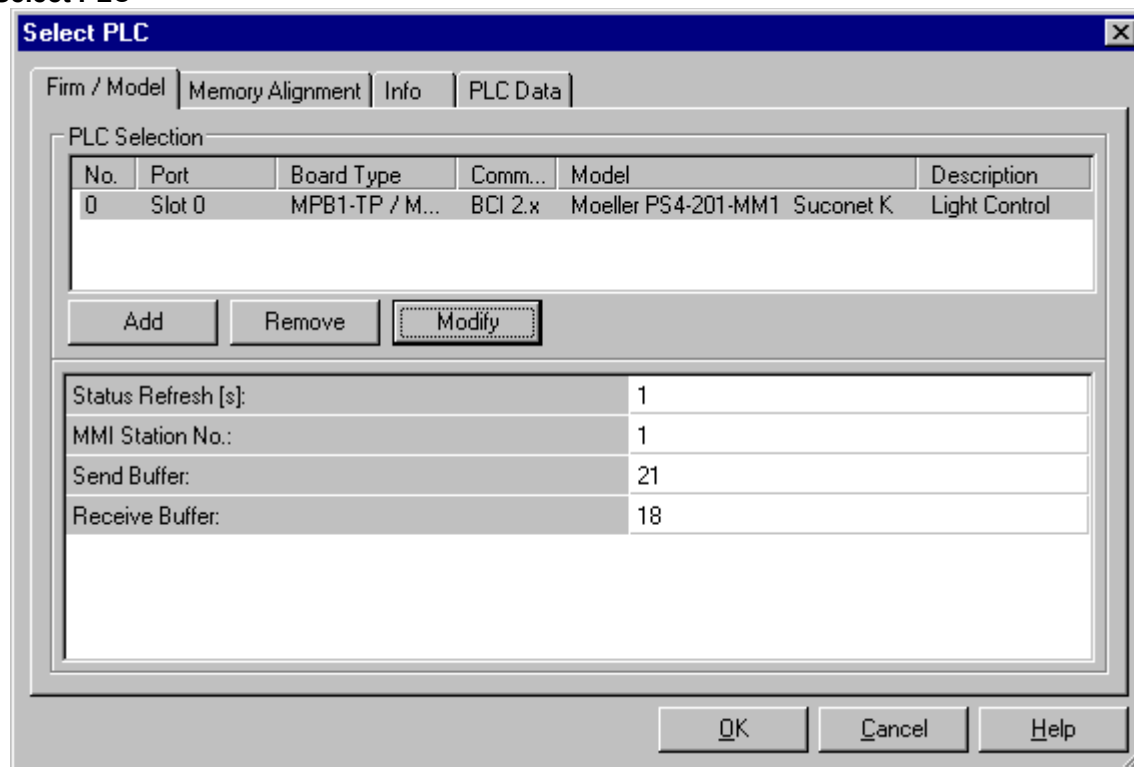 Select PLC
Firm / Model Memory Alignment Info PLC Data
PLC Selection
No. Port Board Type Comm... Model Description
0 Slot 0 MPB1-TP / M... BCI 2.x Moeller PS4-201-MM1 Suconet K Light Control
Add Remove Modify
Status Refresh [s]: 1
MMI Station No.: 1
Send Buffer: 21
Receive Buffer: 18
OK Cancel Help